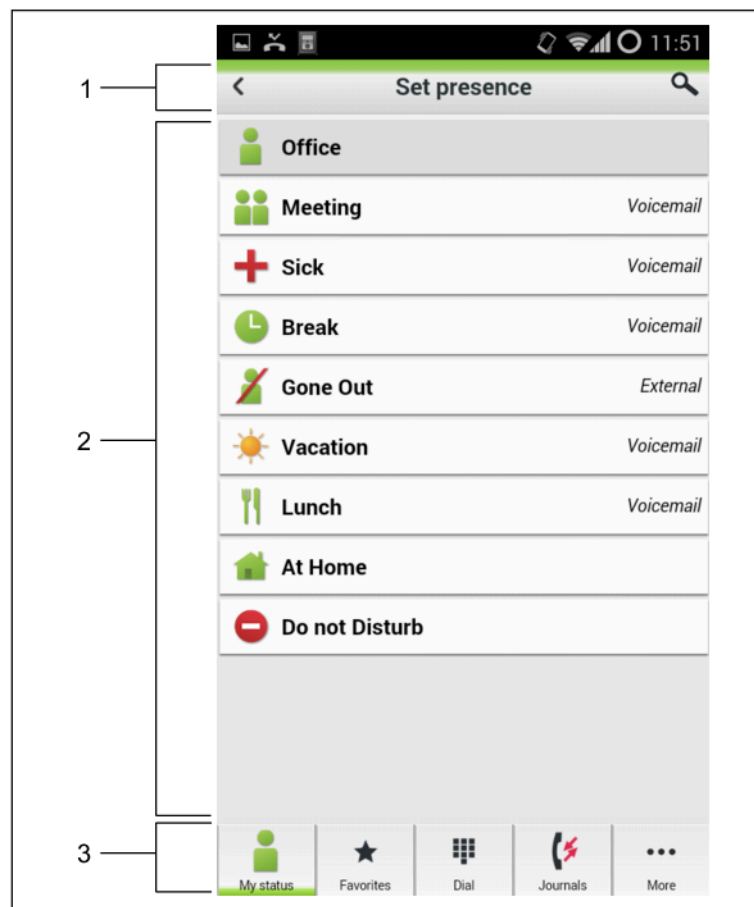 11:51
1
Set presence
Office
Meeting Voicemail
Sick Voicemail
Break Voicemail
Gone Out External
2
Vacation Voicemail
Lunch Voicemail
At Home
Do not Disturb
3
My status Favorites Dial Journals More